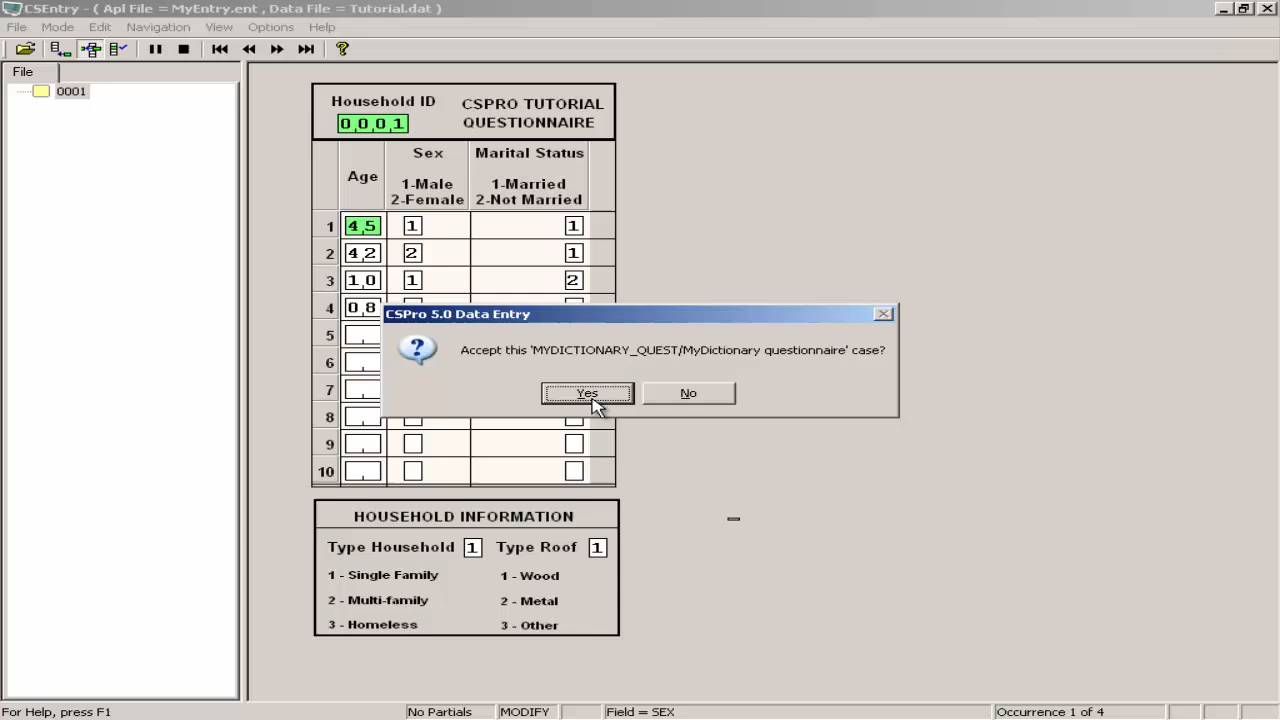 CSEntry - ( Apl File = MyEntry.ent , Data File = Tutorial.dat )
File Mode Edit Navigation View Options Help
File
0001
Household ID
0,0,0,1
CSPRO TUTORIAL
QUESTIONNAIRE
Age
Sex
1-Male
2-Female
Marital Status
1-Married
2-Not Married
1 4,5 1 1
2 4,2 2 1
3 1,0 1 2
4 0,8
5 ,
6 ,
7 ,
8 ,
9 ,
10 ,
CSPro 5.0 Data Entry
Accept this 'MYDICTIONARY_QUEST/MyDictionary questionnaire' case?
Yes No
HOUSEHOLD INFORMATION
Type Household 1 Type Roof 1
1 - Single Family 1 - Wood
2 - Multi-family 2 - Metal
3 - Homeless 3 - Other
For Help, press F1 No Partials MODIFY Field = SEX Occurrence 1 of 4